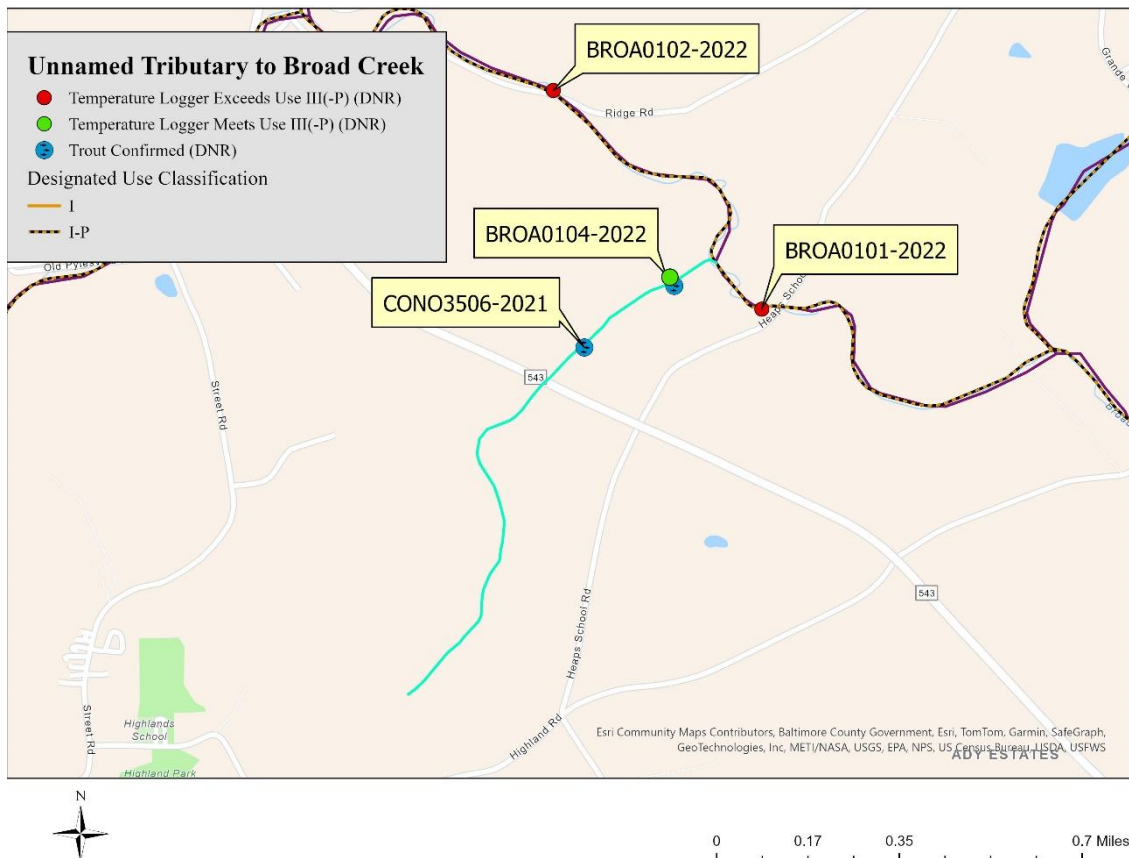 Unnamed Tributary to Broad Creek
Temperature Logger Exceeds Use III(-P) (DNR)
Temperature Logger Meets Use III(-P) (DNR)
Trout Confirmed (DNR)
Designated Use Classification
I
I-P
BROA0102-2022
Ridge Rd
BROA0104-2022
BROA0101-2022
CONO3506-2021
543
Street Rd
Heaps School Rd
543
Highlands
School
Street Rd
Highland Rd
Highland Park
Esri Community Maps Contributors, Baltimore County Government, Esri, TomTom, Garmin, SafeGraph,
GeoTechnologies, Inc, METI/NASA, USGS, EPA, NPS, US Census Bureau, USDA, USFWS
ADY ESTATES
N
0 0.17 0.35 0.7 Miles